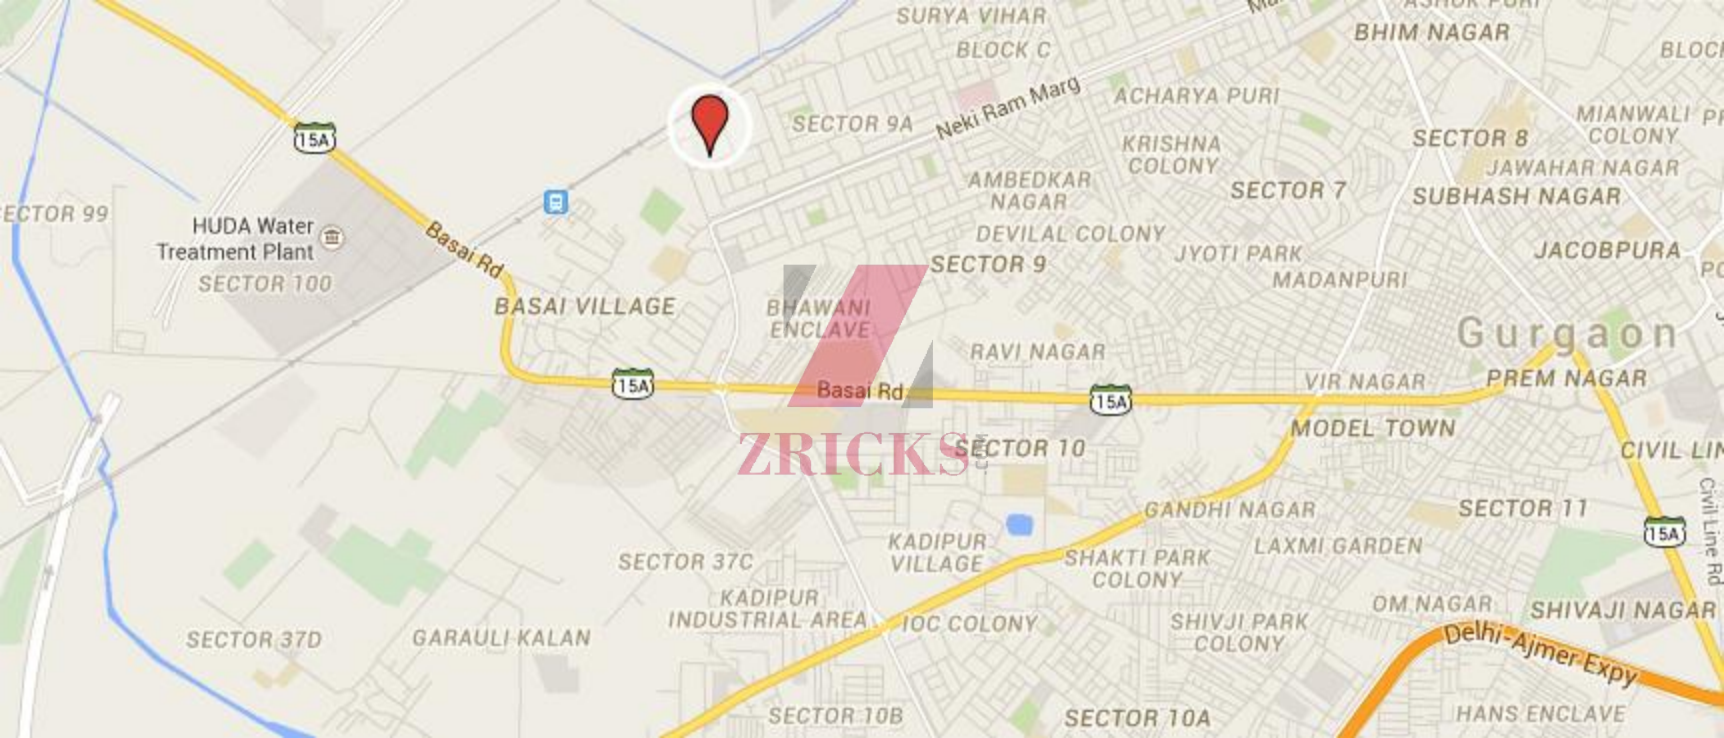 SURYA VIHAR
BLOCK C
BHIM NAGAR
Neki Ram Marg
ACHARYA PURI
SECTOR 9A
15A
MIANWALI
COLONY
SECTOR 8
KRISHNA
COLONY
JAWAHAR NAGAR
AMBEDKAR
NAGAR
SECTOR 7
SUBHASH NAGAR
ECTOR 99
HUDA Water
Treatment Plant
SECTOR 100
Basai Rd
DEVILAL COLONY
JYOTI PARK
JACOBPURA
SECTOR 9
MADANPURI
BASAI VILLAGE
BHAWANI
ENCLAVE
Gurgaon
RAVI NAGAR
15A
Basai Rd
15A
VIR NAGAR
PREM NAGAR
MODEL TOWN
ZRICKS
SECTOR 10
CIVIL LIN
Civil Line Rd
GANDHI NAGAR
SECTOR 11
15A
KADIPUR
VILLAGE
LAXMI GARDEN
SECTOR 37C
SHAKTI PARK
COLONY
KADIPUR
INDUSTRIAL AREA
IOC COLONY
OM NAGAR
SHIVAJI NAGAR
SHIVJI PARK
COLONY
SECTOR 37D
GARAULI KALAN
Delhi-Ajmer Expy
SECTOR 10B
SECTOR 10A
HANS ENCLAVE